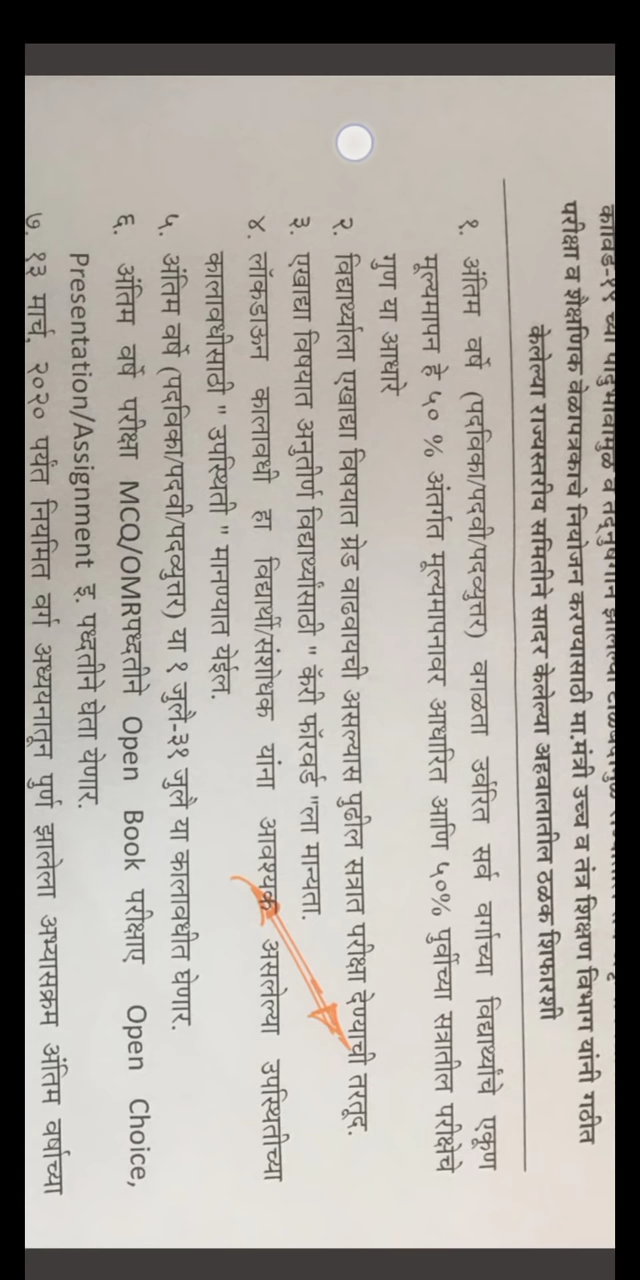 परीक्षा व शैक्षणिक वेळापत्रकाचे नियोजन करण्यासाठी मा.मंत्री उच्च व तंत्र शिक्षण विभाग यांनी गठीत
केलेल्या राज्यस्तरीय समितीने सादर केलेल्या अहवालातील ठळक शिफारशी
१. अंतिम वर्षे (पदविका/पदवी/पदव्युत्तर) वगळता उर्वरित सर्व वर्गाच्या विद्यार्थ्यांचे एकूण
मूल्यमापन हे ५० % अंतर्गत मूल्यमापनावर आधारित आणि ५०% पुर्वीच्या सत्रातील परीक्षेचे
गुण या आधारे
२. विद्यार्थ्याला एखाद्या विषयात ग्रेड वाढवायची असल्यास पुढील सत्रात परीक्षा देण्याची तरतूद.
३. एखाद्या विषयात अनुतीर्ण विद्यार्थ्यांसाठी " कॅरी फॉरवर्ड "ला मान्यता.
४. लॉकडाऊन कालावधी हा विद्यार्थी/संशोधक यांना आवश्यक असलेल्या उपस्थितीच्या
कालावधीसाठी " उपस्थिती " मानण्यात येईल.
५. अंतिम वर्षे (पदविका/पदवी/पदव्युत्तर) या १ जुलै-३१ जुलै या कालावधीत घेणार.
६. अंतिम वर्षे परीक्षा MCQ/OMRपध्दतीने Open Book परीक्षाए Open Choice,
Presentation/Assignment इ. पध्दतीने घेता येणार.
७. १३ मार्च, २०२० पर्यंत नियमित वर्ग अध्ययनातून पुर्ण झालेला अभ्यासक्रम अंतिम वर्षाच्या